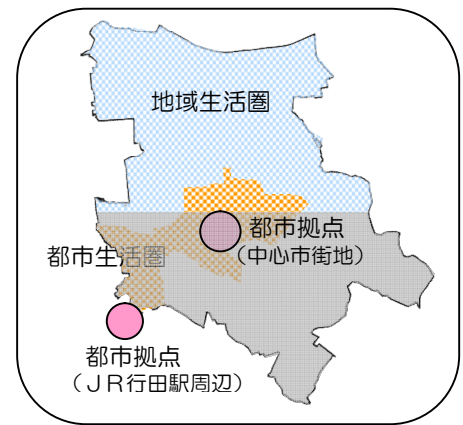 地域生活圏
都市拠点
（中心市街地）
都市生活圏
都市拠点
（ＪＲ行田駅周辺）